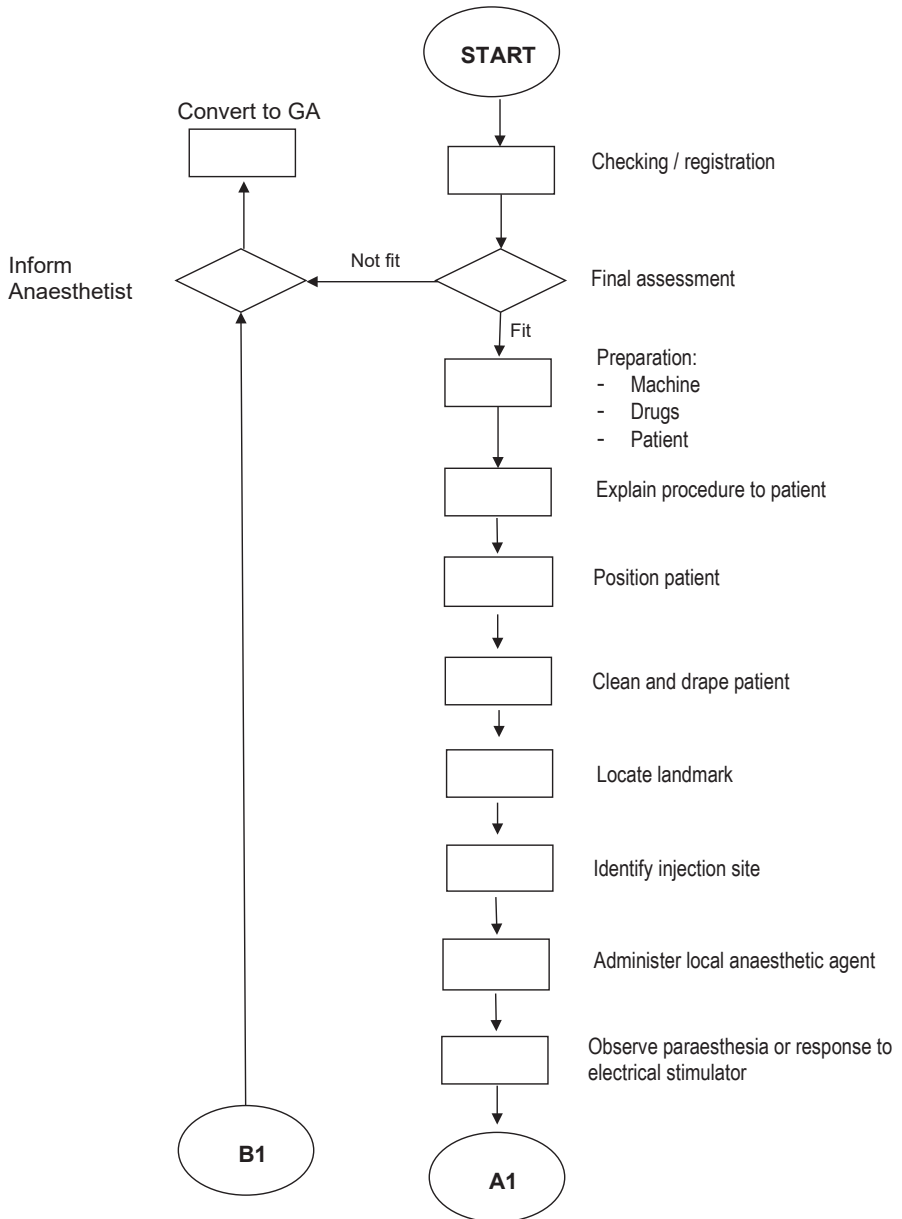 START
Convert to GA
Checking / registration
Inform
Anaesthetist
Not fit
Final assessment
Fit
Preparation:
- Machine
- Drugs
- Patient
Explain procedure to patient
Position patient
Clean and drape patient
Locate landmark
Identify injection site
Administer local anaesthetic agent
Observe paraesthesia or response to
electrical stimulator
B1
A1